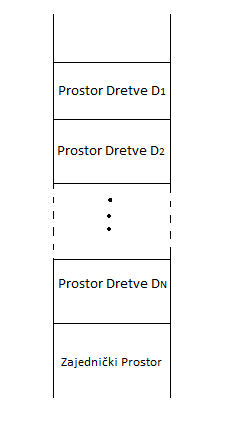 Prostor Dretve D1
Prostor Dretve D2
Prostor Dretve DN
Zajednički Prostor